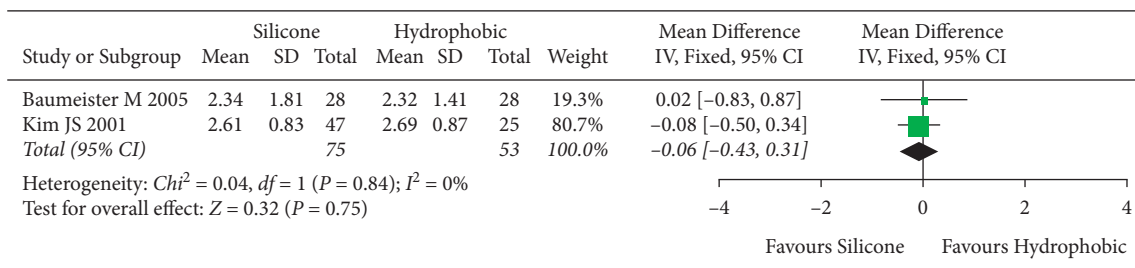 Silicone Hydrophobic Mean Difference Mean Difference
Study or Subgroup Mean SD Total Mean SD Total Weight IV, Fixed, 95% CI IV, Fixed, 95% CI
Baumeister M 2005 2.34 1.81 28 2.32 1.41 28 19.3% 0.02 [–0.83, 0.87]
Kim JS 2001 2.61 0.83 47 2.69 0.87 25 80.7% –0.08 [–0.50, 0.34]
Total (95% CI) 75 53 100.0% –0.06 [–0.43, 0.31]
Heterogeneity: Chi² = 0.04, df = 1 (P = 0.84); I² = 0%
Test for overall effect: Z = 0.32 (P = 0.75)
–4 –2 0 2 4
Favours Silicone Favours Hydrophobic